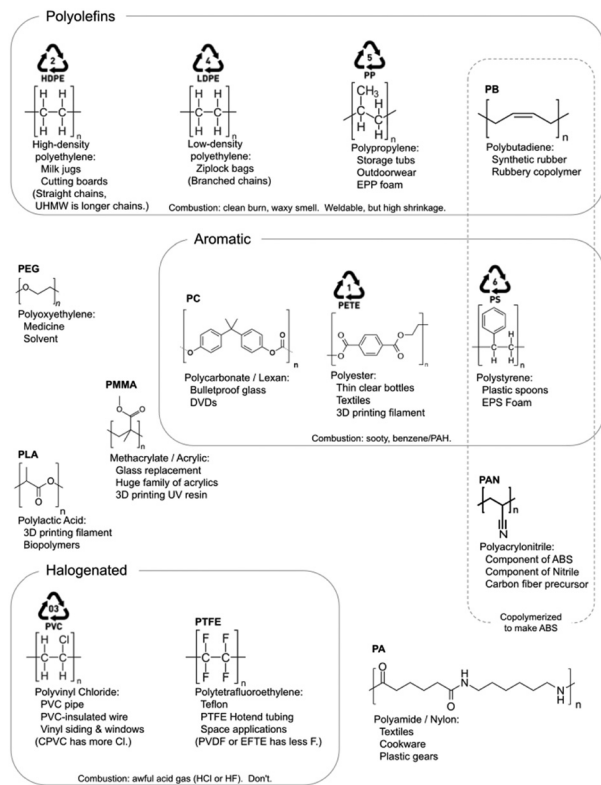 Polyolefins
2
HDPE
H H
C C
H H
n
High-density
polyethylene:
Milk jugs
Cutting boards
(Straight chains,
UHMW is longer chains.)
4
LDPE
H H
C C
H H
n
Low-density
polyethylene:
Ziplock bags
(Branched chains)
5
PP
CH3
H
C C
H H
n
Polypropylene:
Storage tubs
Outdoorwear
EPP foam
PB
n
Polybutadiene:
Synthetic rubber
Rubbery copolymer
Combustion: clean burn, waxy smell. Weldable, but high shrinkage.
Aromatic
PEG
O
n
Polyoxyethylene:
Medicine
Solvent
PC
O
O O
n
Polycarbonate / Lexan:
Bulletproof glass
DVDs
1
PETE
O O
O O
n
Polyester:
Thin clear bottles
Textiles
3D printing filament
6
PS
H
C C
H H
n
Polystyrene:
Plastic spoons
EPS Foam
Combustion: sooty, benzene/PAH.
PMMA
O O
n
Methacrylate / Acrylic:
Glass replacement
Huge family of acrylics
3D printing UV resin
PLA
O
O
n
Polylactic Acid:
3D printing filament
Biopolymers
PAN
n
N
Polyacrylonitrile:
Component of ABS
Component of Nitrile
Carbon fiber precursor
Copolymerized
to make ABS
Halogenated
03
PVC
H Cl
C C
H H
n
Polyvinyl Chloride:
PVC pipe
PVC-insulated wire
Vinyl siding & windows
(CPVC has more Cl.)
PTFE
F F
C C
F F
n
Polytetrafluoroethylene:
Teflon
PTFE Hotend tubing
Space applications
(PVDF or EFTE has less F.)
Combustion: awful acid gas (HCl or HF). Don't.
PA
O
H
N
O
N
H
n
Polyamide / Nylon:
Textiles
Cookware
Plastic gears